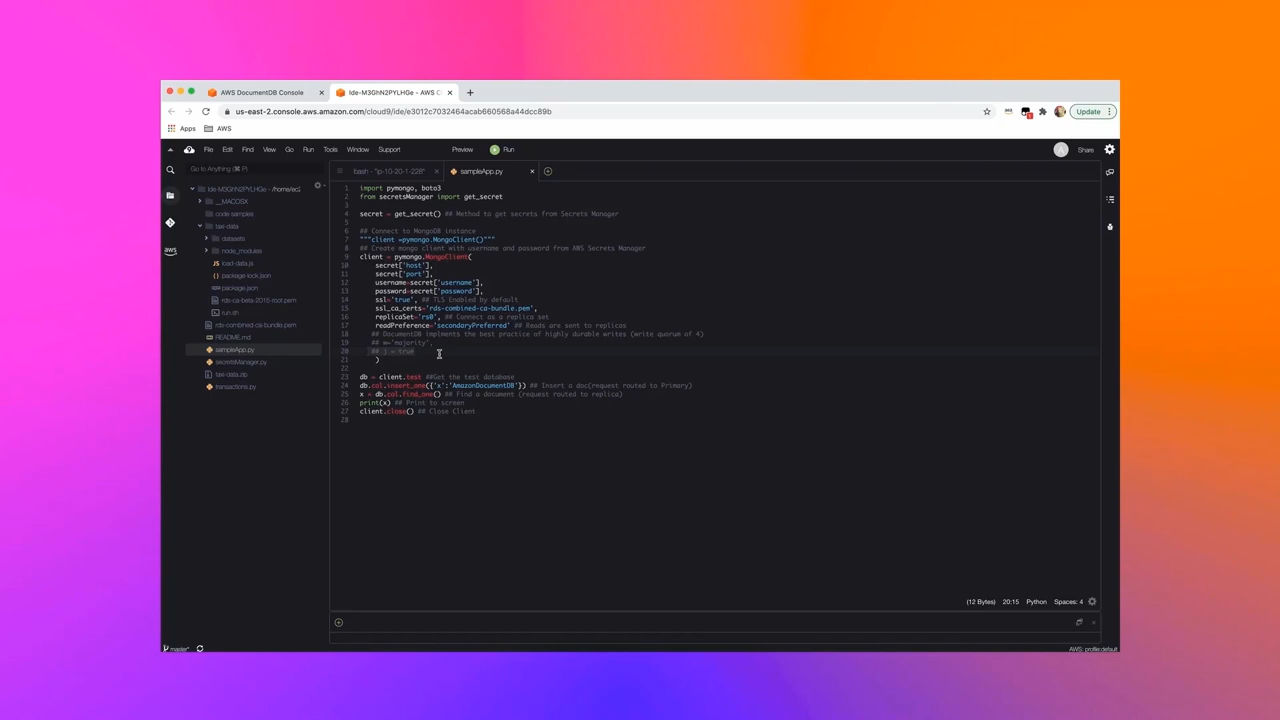 AWS DocumentDB Console
Ide-M3GhN2PYLHGe - AWS C
us-east-2.console.aws.amazon.com/cloud9/ide/e3012c7032464acab660568a44dcc89b
Update
Apps
AWS
File Edit Find View Go Run Tools Window Support
Preview
Run
Share
Go to Anything (⌘ P)
bash - "ip-10-20-1-228"
sampleApp.py
Ide-M3GhN2PYLHGe - /home/ec2
__MACOSX
code samples
tax-data
datasets
node_modules
load-data.js
package-lock.json
package.json
rds-ca-beta-2015-root.pem
run.sh
rds-combined-ca-bundle.pem
README.md
sampleApp.py
secretsManager.py
tax-data.zip
transactions.py
1 import pymongo, boto3
2 from secretsManager import get_secret
3
4 secret = get_secret() ## Method to get secrets from Secrets Manager
5
6 ## Connect to MongoDB instance
7 """client =pymongo.MongoClient()"""
8 ## Create mongo client with username and password from AWS Secrets Manager
9 client = pymongo.MongoClient(
10 secret['host'],
11 secret['port'],
12 username=secret['username'],
13 password=secret['password'],
14 ssl='true', ## TLS Enabled by default
15 ssl_ca_certs='rds-combined-ca-bundle.pem',
16 replicaSet='rs0', ## Connect as a replica set
17 readPreference='secondaryPreferred' ## Reads are sent to replicas
18 ## DocumentDB implments the best practice of highly durable writes (write quorum of 4)
19 ## w='majority',
20 ## j = true
21 )
22
23 db = client.test ##Get the test database
24 db.col.insert_one({'x':'AmazonDocumentDB'}) ## Insert a doc(request routed to Primary)
25 x = db.col.find_one() ## Find a document (request routed to replica)
26 print(x) ## Print to screen
27 client.close() ## Close Client
28
(12 Bytes) 20:15 Python Spaces: 4
master*
AWS: profile:default